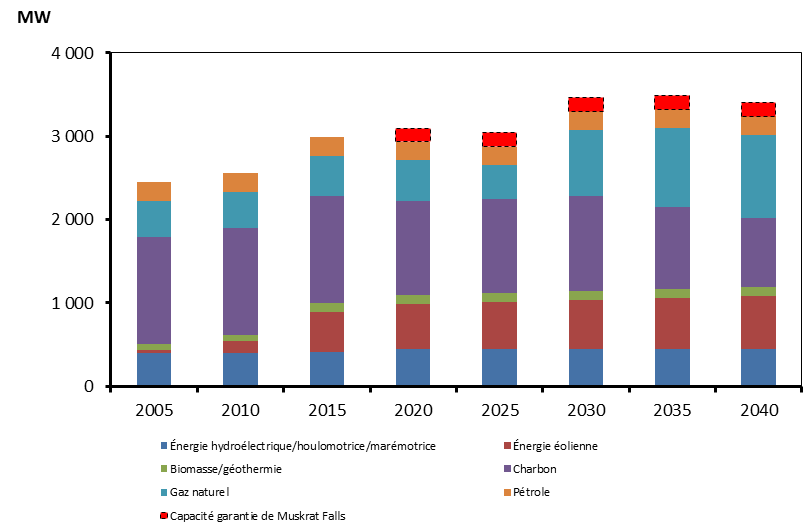 MW
4 000
3 000
2 000
1 000
0
2005 2010 2015 2020 2025 2030 2035 2040
Énergie hydroélectrique/houlomotrice/marémotrice Énergie éolienne
Biomasse/géothermie Charbon
Gaz naturel Pétrole
Capacité garantie de Muskrat Falls